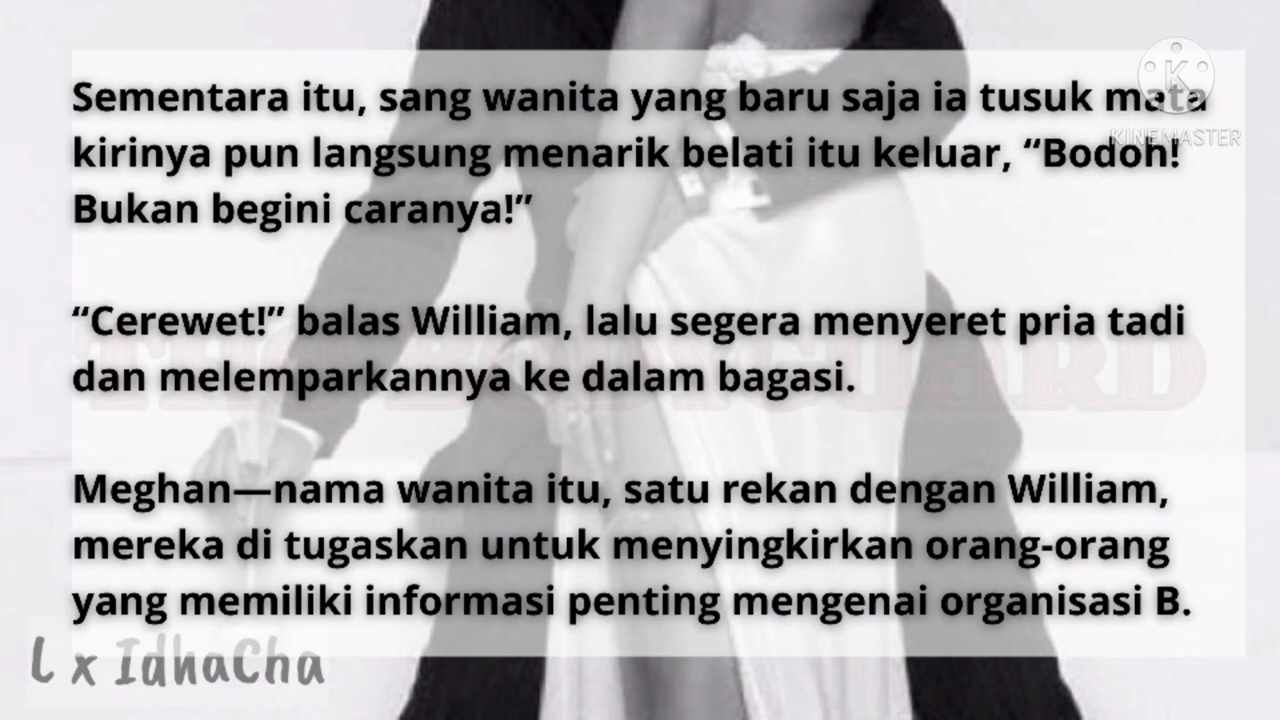 Sementara itu, sang wanita yang baru saja ia tusuk mata
kirinya pun langsung menarik belati itu keluar, “Bodoh!
Bukan begini caranya!”
“Cerewet!” balas William, lalu segera menyeret pria tadi
dan melemparkannya ke dalam bagasi.
Meghan—nama wanita itu, satu rekan dengan William,
mereka di tugaskan untuk menyingkirkan orang-orang
yang memiliki informasi penting mengenai organisasi B.
K
KINEMASTER
THE BODYGUARD
L x IdhaCha